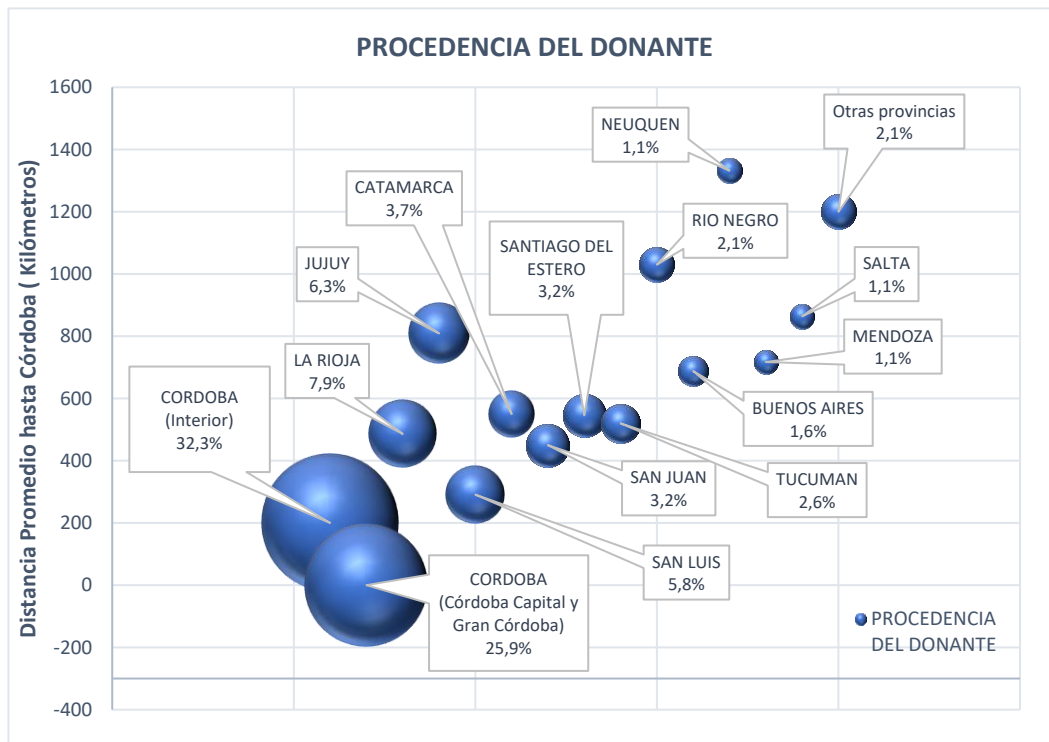 PROCEDENCIA DEL DONANTE
Distancia Promedio hasta Córdoba ( Kilómetros)
1600
1400
1200
1000
800
600
400
200
0
-200
-400
NEUQUEN
1,1%
Otras provincias
2,1%
CATAMARCA
3,7%
RIO NEGRO
2,1%
SANTIAGO DEL
ESTERO
3,2%
JUJUY
6,3%
SALTA
1,1%
MENDOZA
1,1%
LA RIOJA
7,9%
CORDOBA
(Interior)
32,3%
BUENOS AIRES
1,6%
SAN JUAN
3,2%
TUCUMAN
2,6%
SAN LUIS
5,8%
CORDOBA
(Córdoba Capital y
Gran Córdoba)
25,9%
PROCEDENCIA
DEL DONANTE